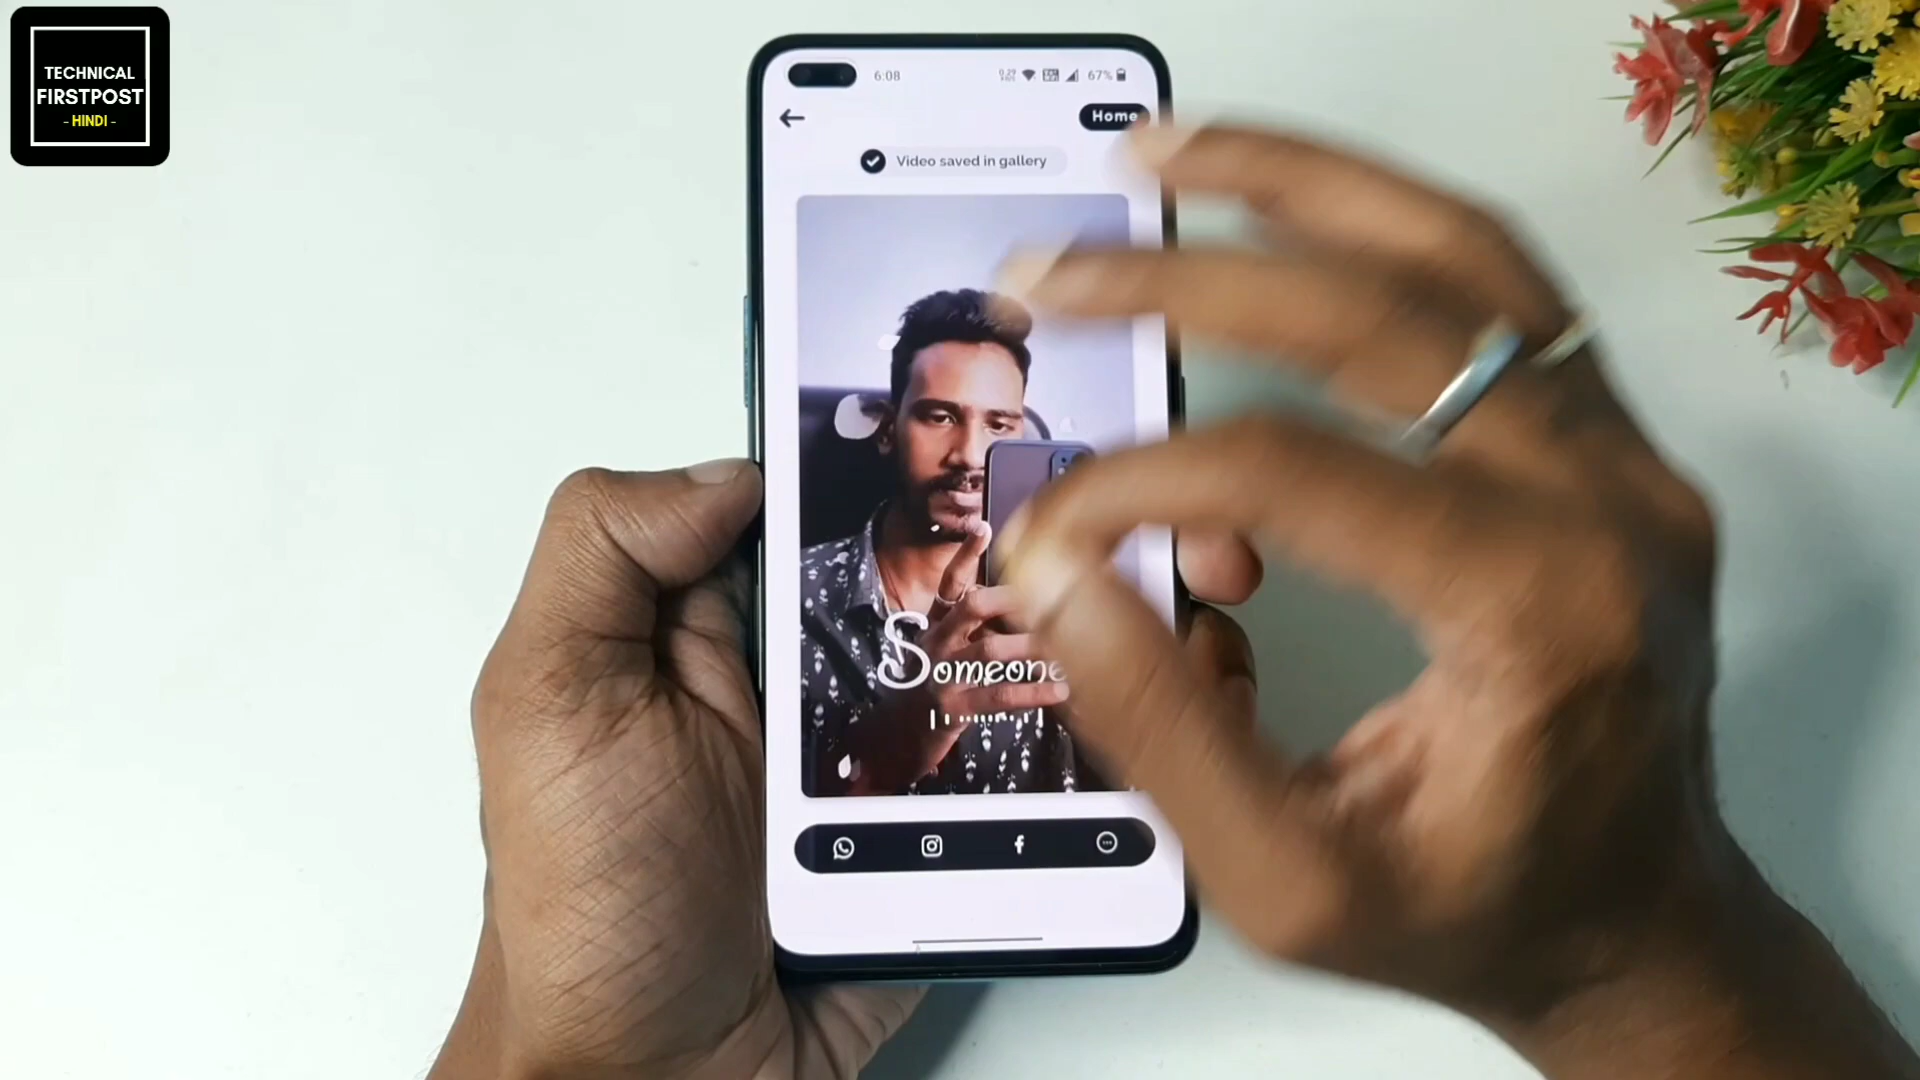 TECHNICAL
FIRSTPOST
- HINDI -
6:08
67%
Home
Video saved in gallery
Someone